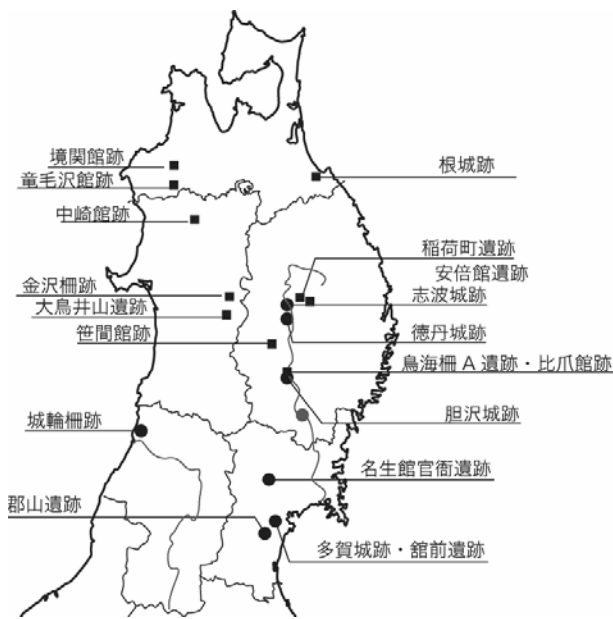 境関館跡
竜毛沢館跡
中崎館跡
金沢柵跡
大鳥井山遺跡
笹間館跡
城輪柵跡
郡山遺跡
根城跡
稲荷町遺跡
安倍館遺跡
志波城跡
徳丹城跡
鳥海柵 A 遺跡・比爪館跡
胆沢城跡
名生館官衙遺跡
多賀城跡・館前遺跡